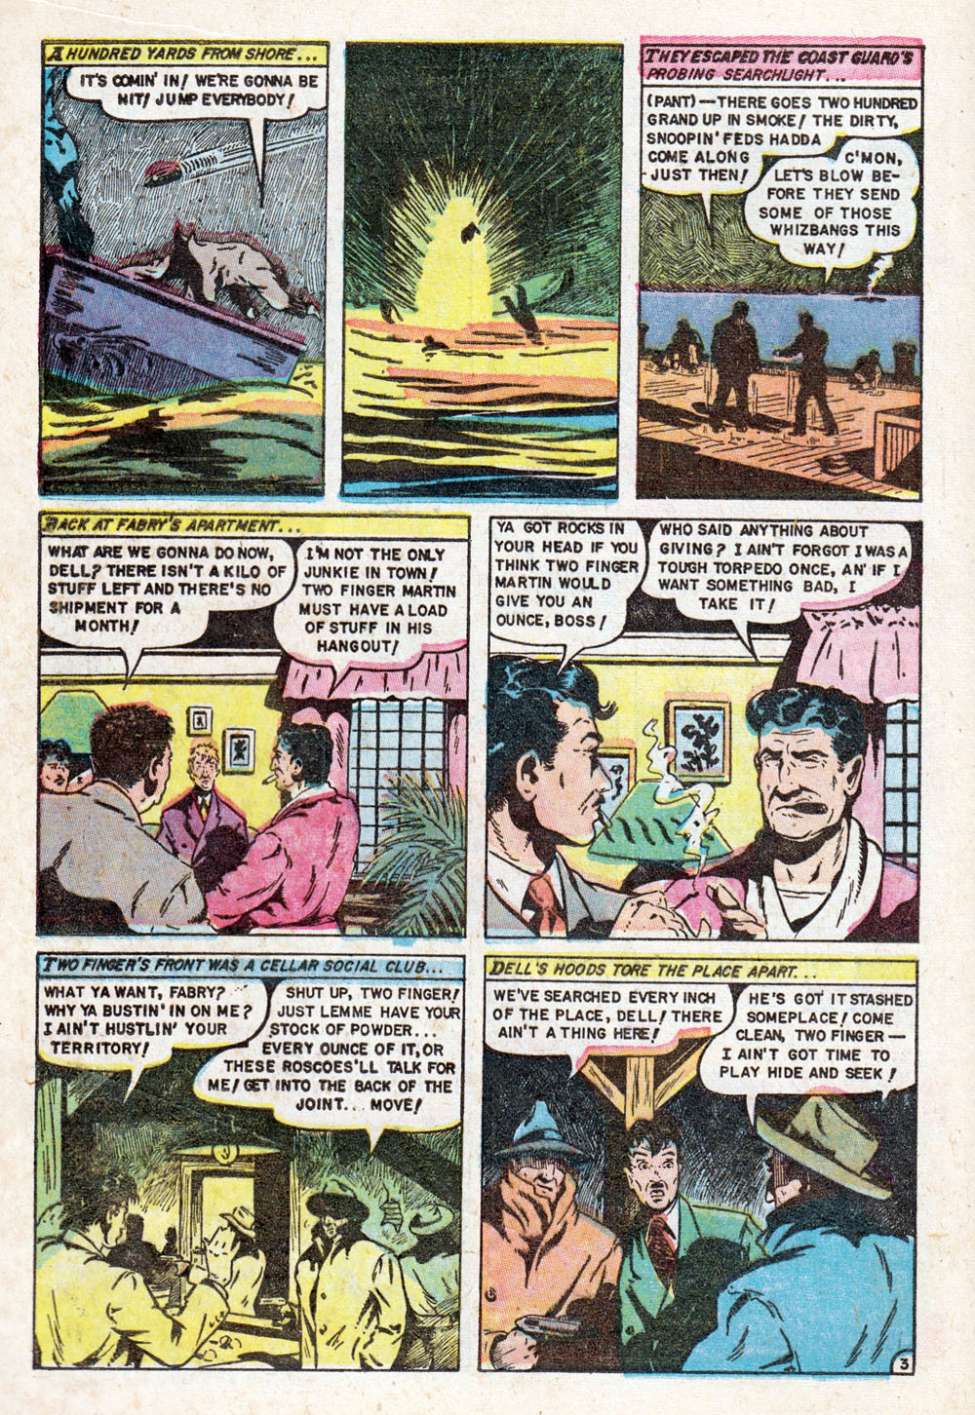 A HUNDRED YARDS FROM SHORE...
IT'S COMIN' IN! WE'RE GONNA BE
HIT! JUMP EVERYBODY!
THEY ESCAPED THE COAST GUARD'S
PROBING SEARCHLIGHT...
(PANT)—THERE GOES TWO HUNDRED
GRAND UP IN SMOKE! THE DIRTY,
SNOOPIN' FEDS HADDA
COME ALONG
JUST THEN!
C'MON,
LET'S BLOW BE-
FORE THEY SEND
SOME OF THOSE
WHIZBANGS THIS
WAY!
BACK AT FABRY'S APARTMENT...
WHAT ARE WE GONNA DO NOW,
DELL? THERE ISN'T A KILO OF
STUFF LEFT AND THERE'S NO
SHIPMENT FOR A
MONTH!
I'M NOT THE ONLY
JUNKIE IN TOWN!
TWO FINGER MARTIN
MUST HAVE A LOAD
OF STUFF IN HIS
HANGOUT!
YA GOT ROCKS IN
YOUR HEAD IF YOU
THINK TWO FINGER
MARTIN WOULD
GIVE YOU AN
OUNCE, BOSS!
WHO SAID ANYTHING ABOUT
GIVING? I AIN'T FORGOT I WAS A
TOUGH TORPEDO ONCE, AN' IF I
WANT SOMETHING BAD, I
TAKE IT!
TWO FINGER'S FRONT WAS A CELLAR SOCIAL CLUB...
WHAT YA WANT, FABRY?
WHY YA BUSTIN' IN ON ME?
I AIN'T HUSTLIN' YOUR
TERRITORY!
SHUT UP, TWO FINGER!
JUST LEMME HAVE YOUR
STOCK OF POWDER...
EVERY OUNCE OF IT, OR
THESE ROSCOES'LL TALK FOR
ME! GET INTO THE BACK OF THE
JOINT... MOVE!
DELL'S HOODS TORE THE PLACE APART...
WE'VE SEARCHED EVERY INCH
OF THE PLACE, DELL! THERE
AIN'T A THING HERE!
HE'S GOT IT STASHED
SOMEPLACE! COME
CLEAN, TWO FINGER—
I AIN'T GOT TIME TO
PLAY HIDE AND SEEK!
3